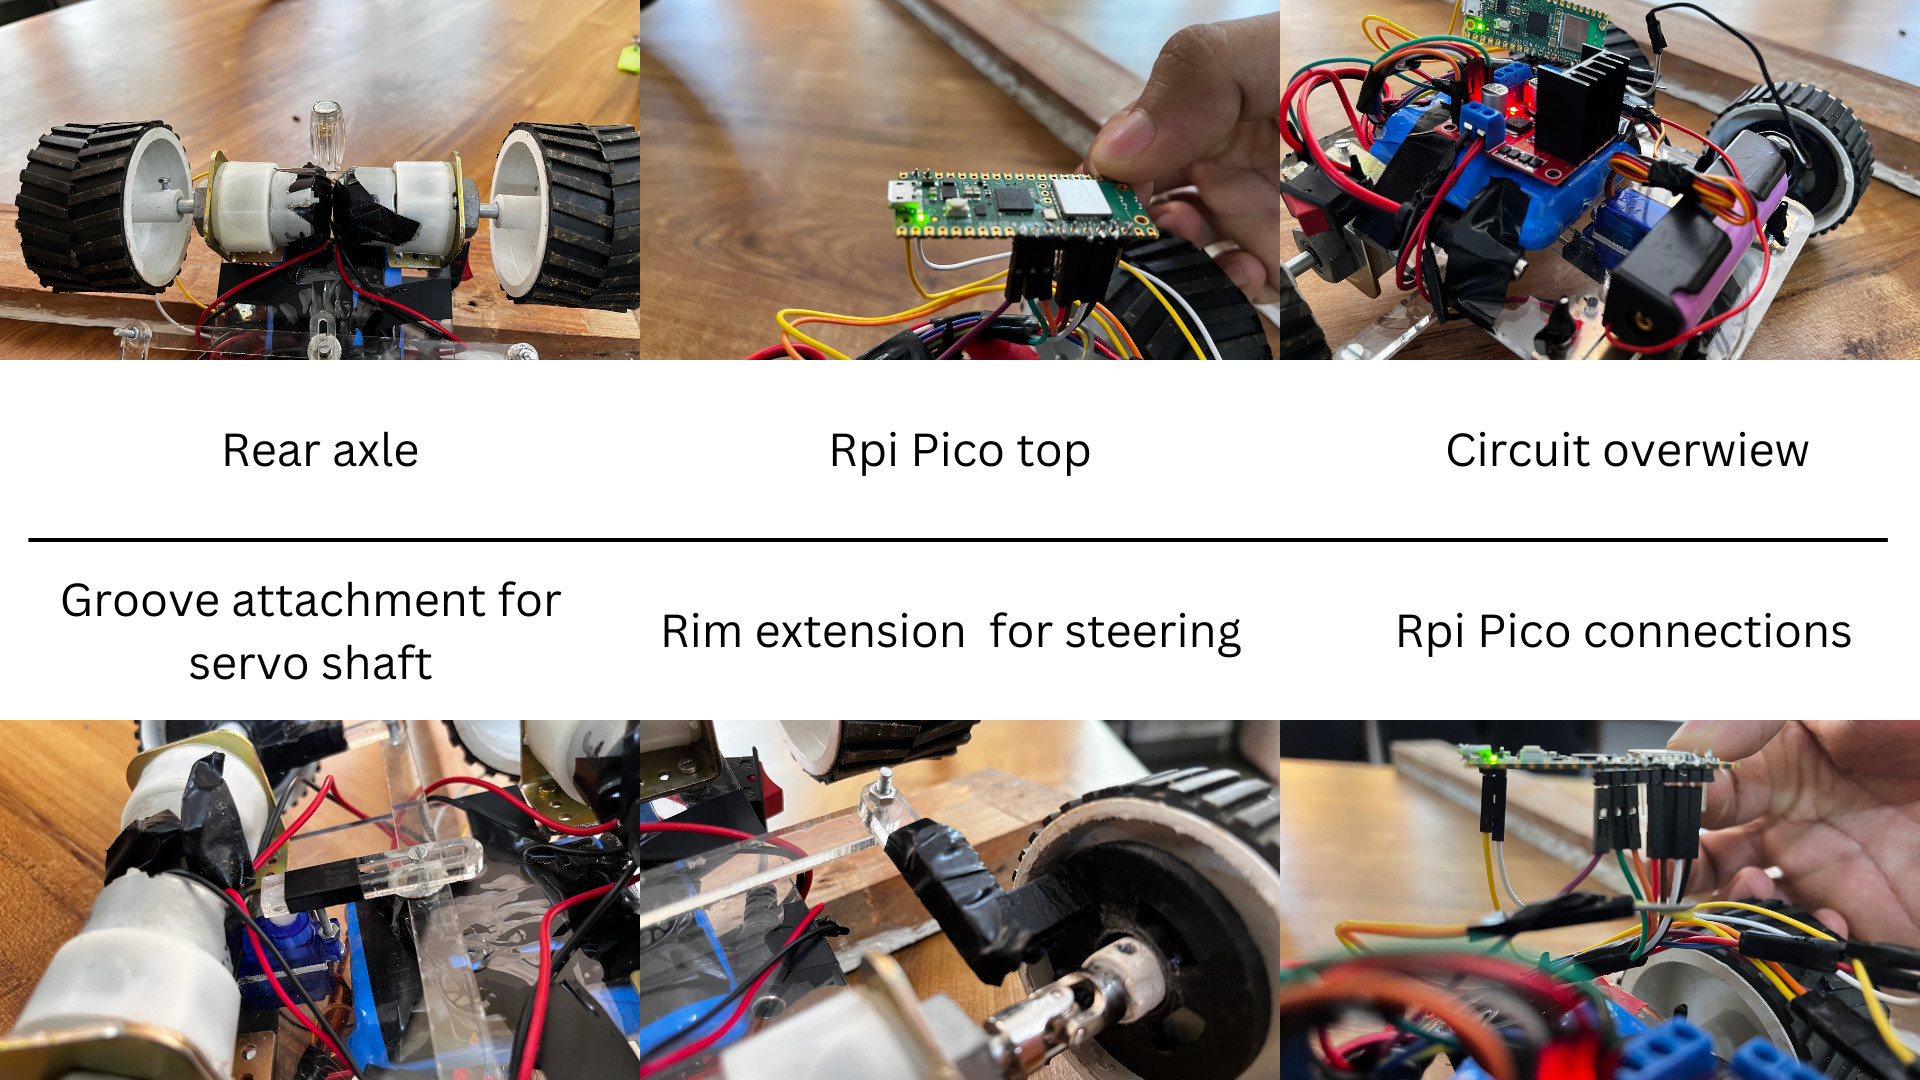 Rear axle
Rpi Pico top
Circuit overwiew
Groove attachment for
servo shaft
Rim extension  for steering
Rpi Pico connections